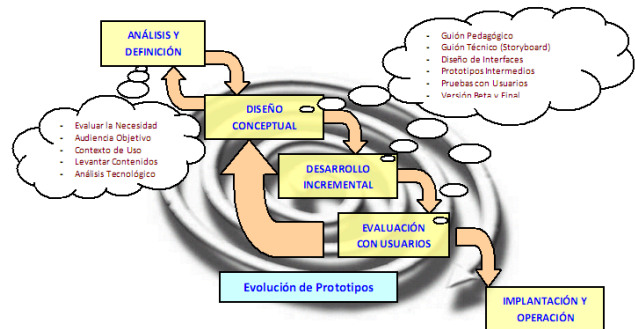 ANÁLISIS Y
DEFINICIÓN
- Guión Pedagógico
- Guión Técnico (Storyboard)
- Diseño de Interfaces
- Prototipos Intermedios
- Pruebas con Usuarios
- Versión Beta y Final
DISEÑO
CONCEPTUAL
- Evaluar la Necesidad
- Audiencia Objetivo
- Contexto de Uso
- Levantar Contenidos
- Análisis Tecnológico
DESARROLLO
INCREMENTAL
EVALUACIÓN
CON USUARIOS
Evolución de Prototipos
IMPLANTACIÓN Y
OPERACIÓN